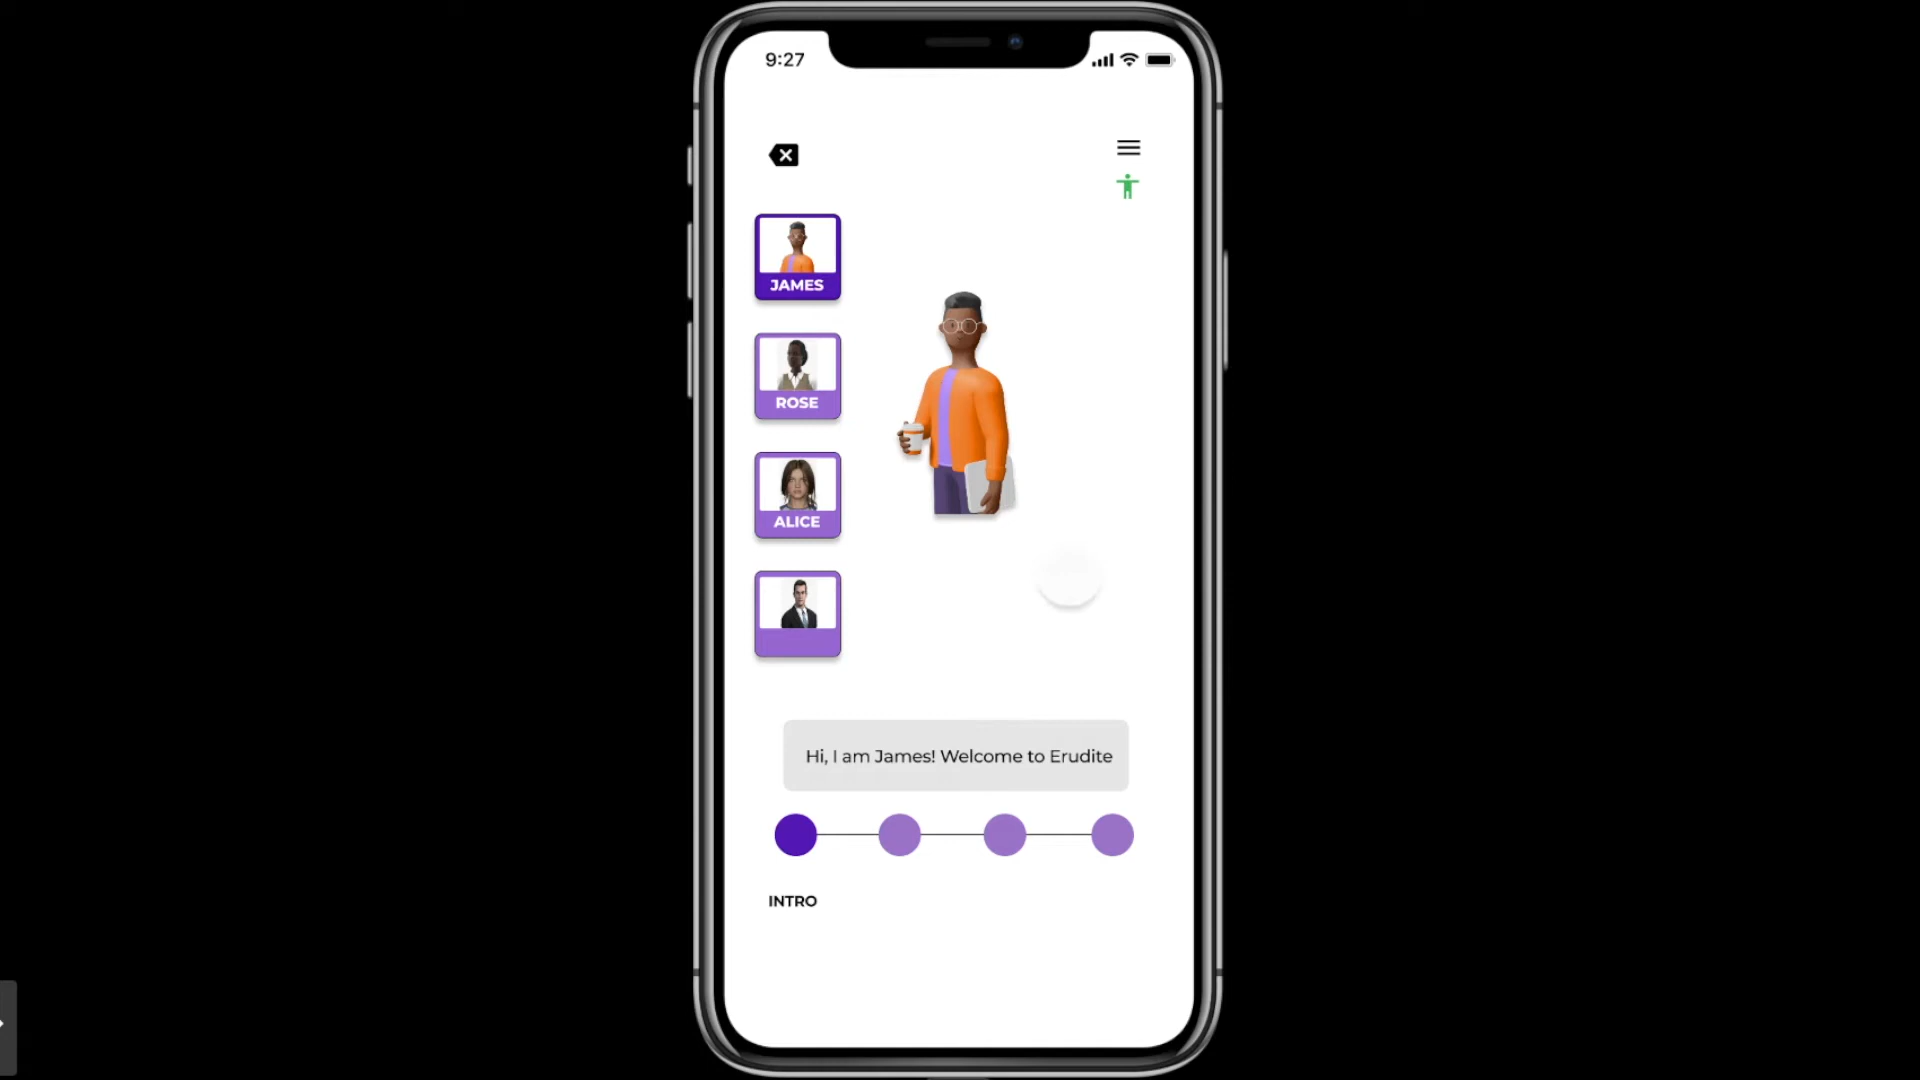 9:27
JAMES
ROSE
ALICE
Hi, I am James! Welcome to Erudite
INTRO